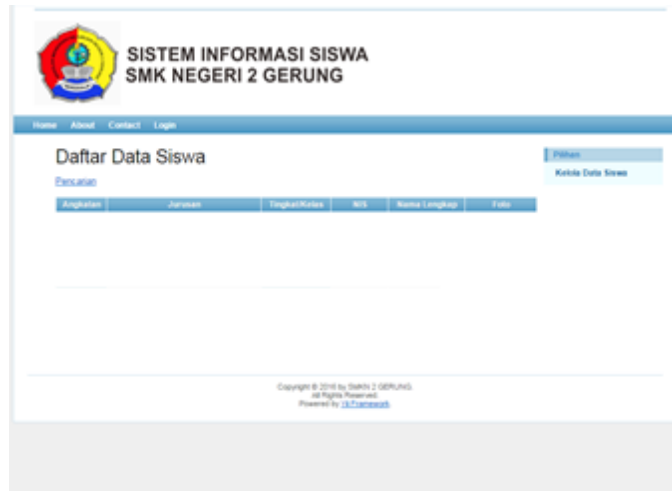 SISTEM INFORMASI SISWA
SMK NEGERI 2 GERUNG
Home About Contact Login
Daftar Data Siswa
Pilihan
Kelola Data Siswa
Pencarian
Angkatan Jurusan Tingkat/Kelas NIS Nama Lengkap Foto
Copyright © 2016 by SMKN 2 GERUNG.
All Rights Reserved.
Powered by Yii Framework.